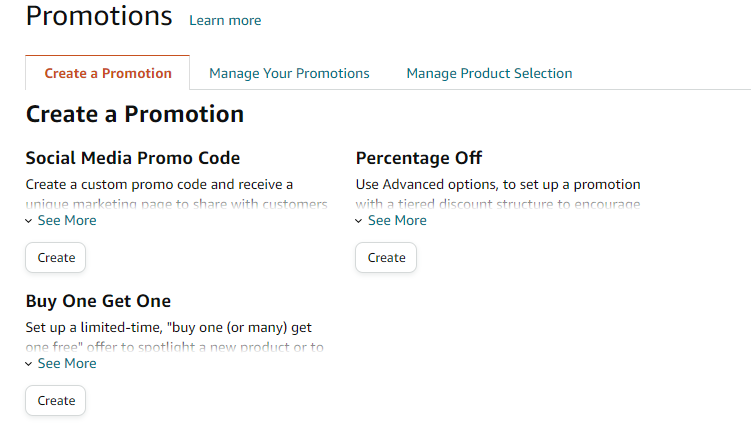 Promotions Learn more
Create a Promotion Manage Your Promotions Manage Product Selection
Create a Promotion
Social Media Promo Code
Create a custom promo code and receive a
unique marketing page to share with customers
See More
Create
Percentage Off
Use Advanced options, to set up a promotion
with a tiered discount structure to encourage
See More
Create
Buy One Get One
Set up a limited-time, "buy one (or many) get
one free" offer to spotlight a new product or to
See More
Create